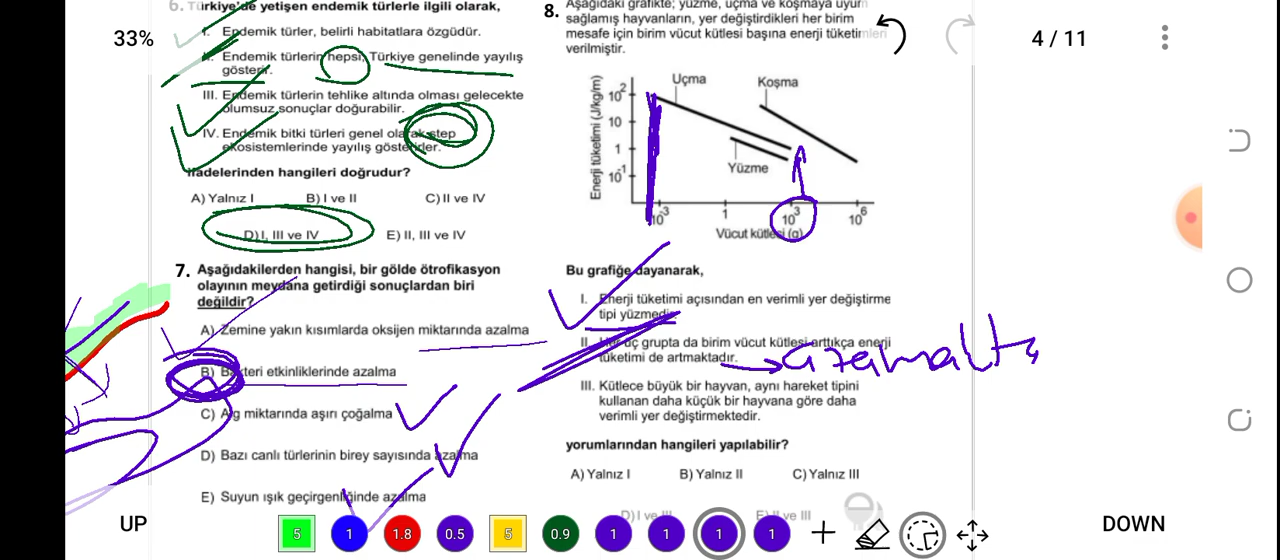 33%
4 / 11
6. Türkiye'de yetişen endemik türlerle ilgili olarak,
I. Endemik türler, belirli habitatlara özgüdür.
II. Endemik türlerin hepsi, Türkiye genelinde yayılış
gösterir.
III. Endemik türlerin tehlike altında olması gelecekte
olumsuz sonuçlar doğurabilir.
IV. Endemik bitki türleri genel olarak step
ekosistemlerinde yayılış gösterirler.
ifadelerinden hangileri doğrudur?
A) Yalnız I B) I ve II C) II ve IV
D) I, III ve IV E) II, III ve IV
7. Aşağıdakilerden hangisi, bir gölde ötrofikasyon
olayının meydana getirdiği sonuçlardan biri
değildir?
A) Zemine yakın kısımlarda oksijen miktarında azalma
B) Bakteri etkinliklerinde azalma
C) Alg miktarında aşırı çoğalma
D) Bazı canlı türlerinin birey sayısında azalma
E) Suyun ışık geçirgenliğinde azalma
8. Aşağıdaki grafikte; yüzme, uçma ve koşmaya uyum
sağlamış hayvanların, yer değiştirdikleri her birim
mesafe için birim vücut kütlesi başına enerji tüketimleri
verilmiştir.
Enerji tüketimi (J/kg/m)
10²
10
1
10⁻¹
Uçma
Koşma
Yüzme
10⁻³ 1 10³ 10⁶
Vücut kütlesi (g)
Bu grafiğe dayanarak,
I. Enerji tüketimi açısından en verimli yer değiştirme
tipi yüzmedir.
II. Her üç grupta da birim vücut kütlesi arttıkça enerji
tüketimi de artmaktadır.
azamaltı
III. Kütlece büyük bir hayvan, aynı hareket tipini
kullanan daha küçük bir hayvana göre daha
verimli yer değiştirmektedir.
yorumlarından hangileri yapılabilir?
A) Yalnız I B) Yalnız II C) Yalnız III
D) I ve III E) II ve III
UP
5 1 1.8 0.5 5 0.9 1 1 1 1
DOWN